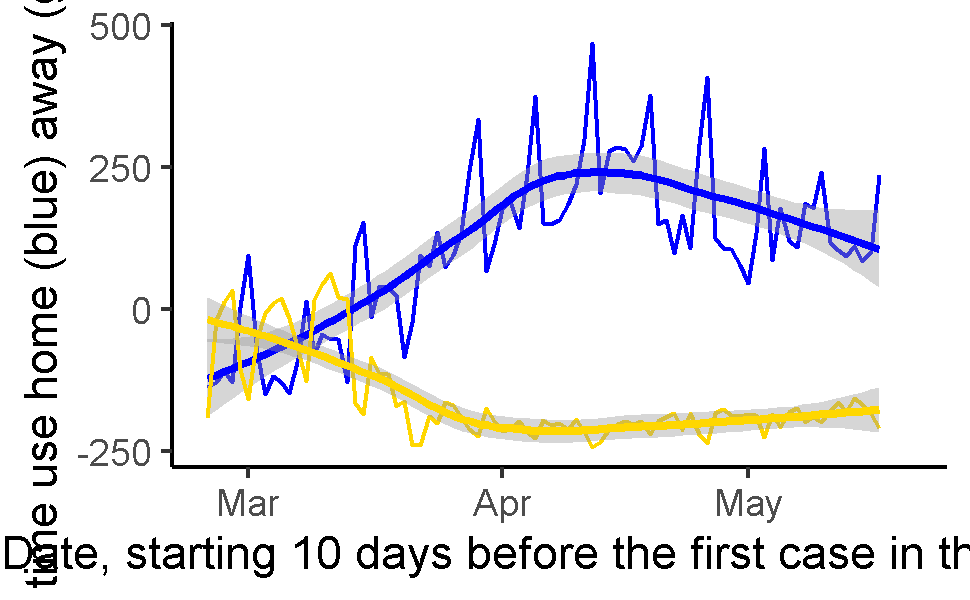 time use home (blue) away (
500
250
0
-250
Mar Apr May
Date, starting 10 days before the first case in th